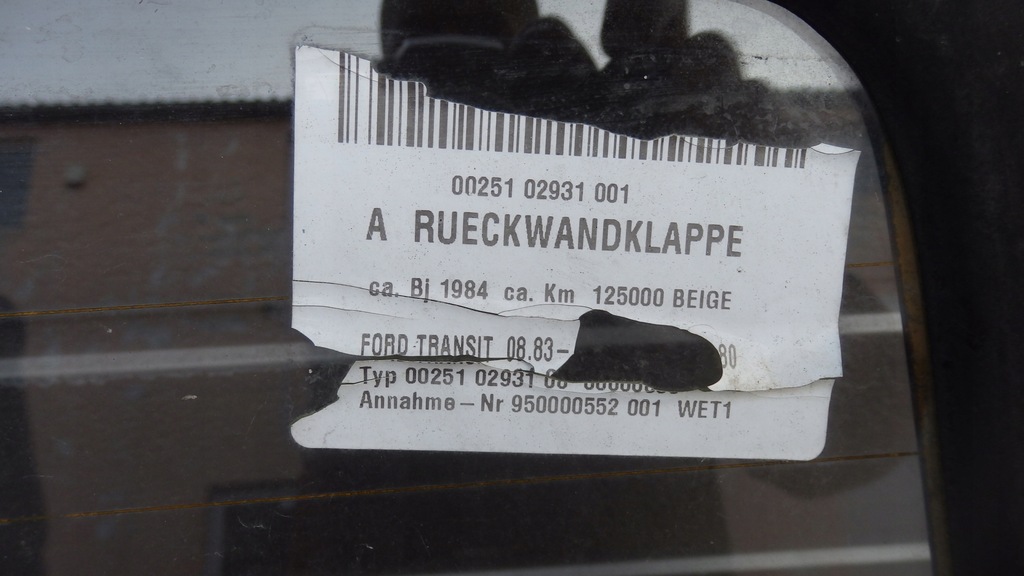 00251 02931 001
A RUECKWANDKLAPPE
ca. Bj 1984 ca. Km 125000 BEIGE
FORD TRANSIT 08.83- 80
Typ 00251 02931
Annahme-Nr 950000552 001 WET1